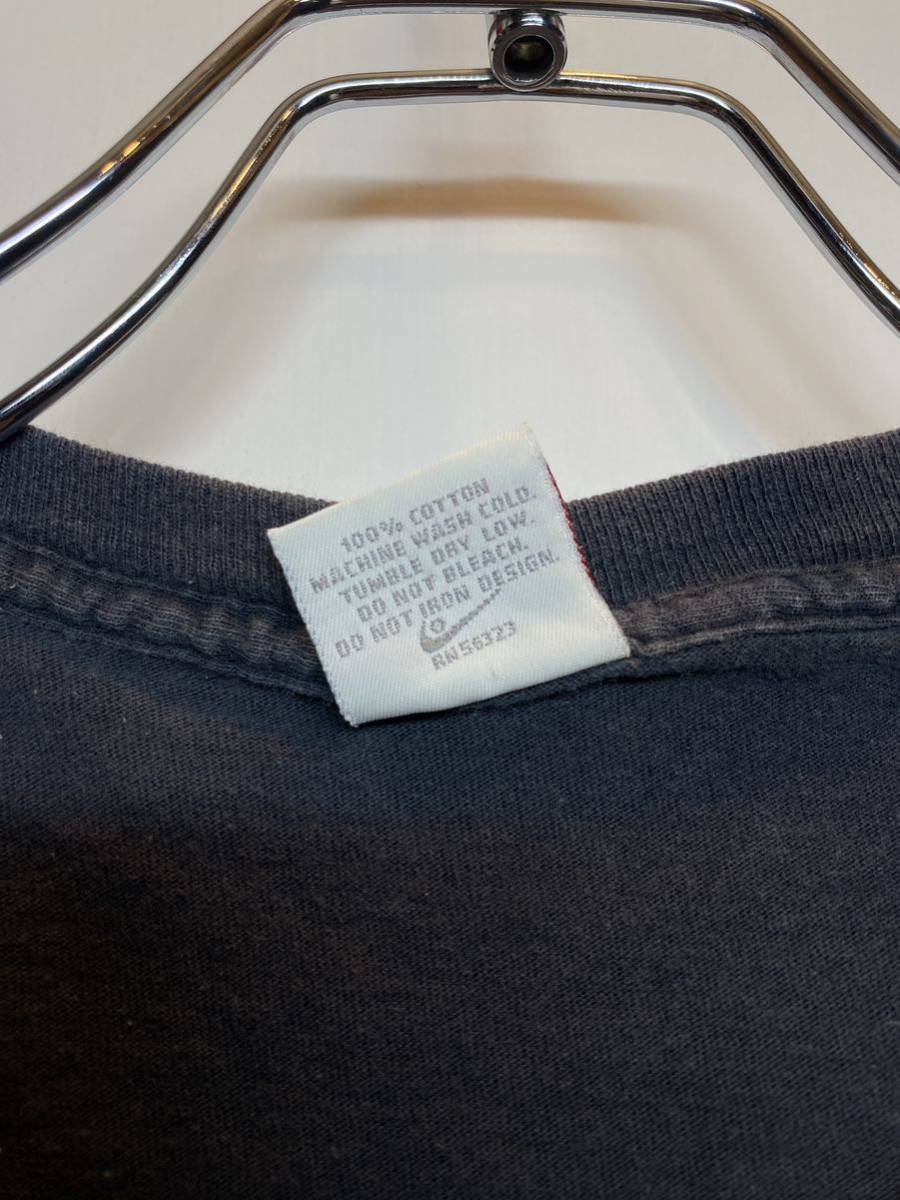 100% COTTON
MACHINE WASH COLD.
TUMBLE DRY LOW.
DO NOT BLEACH.
DO NOT IRON DESIGN.
RN56323